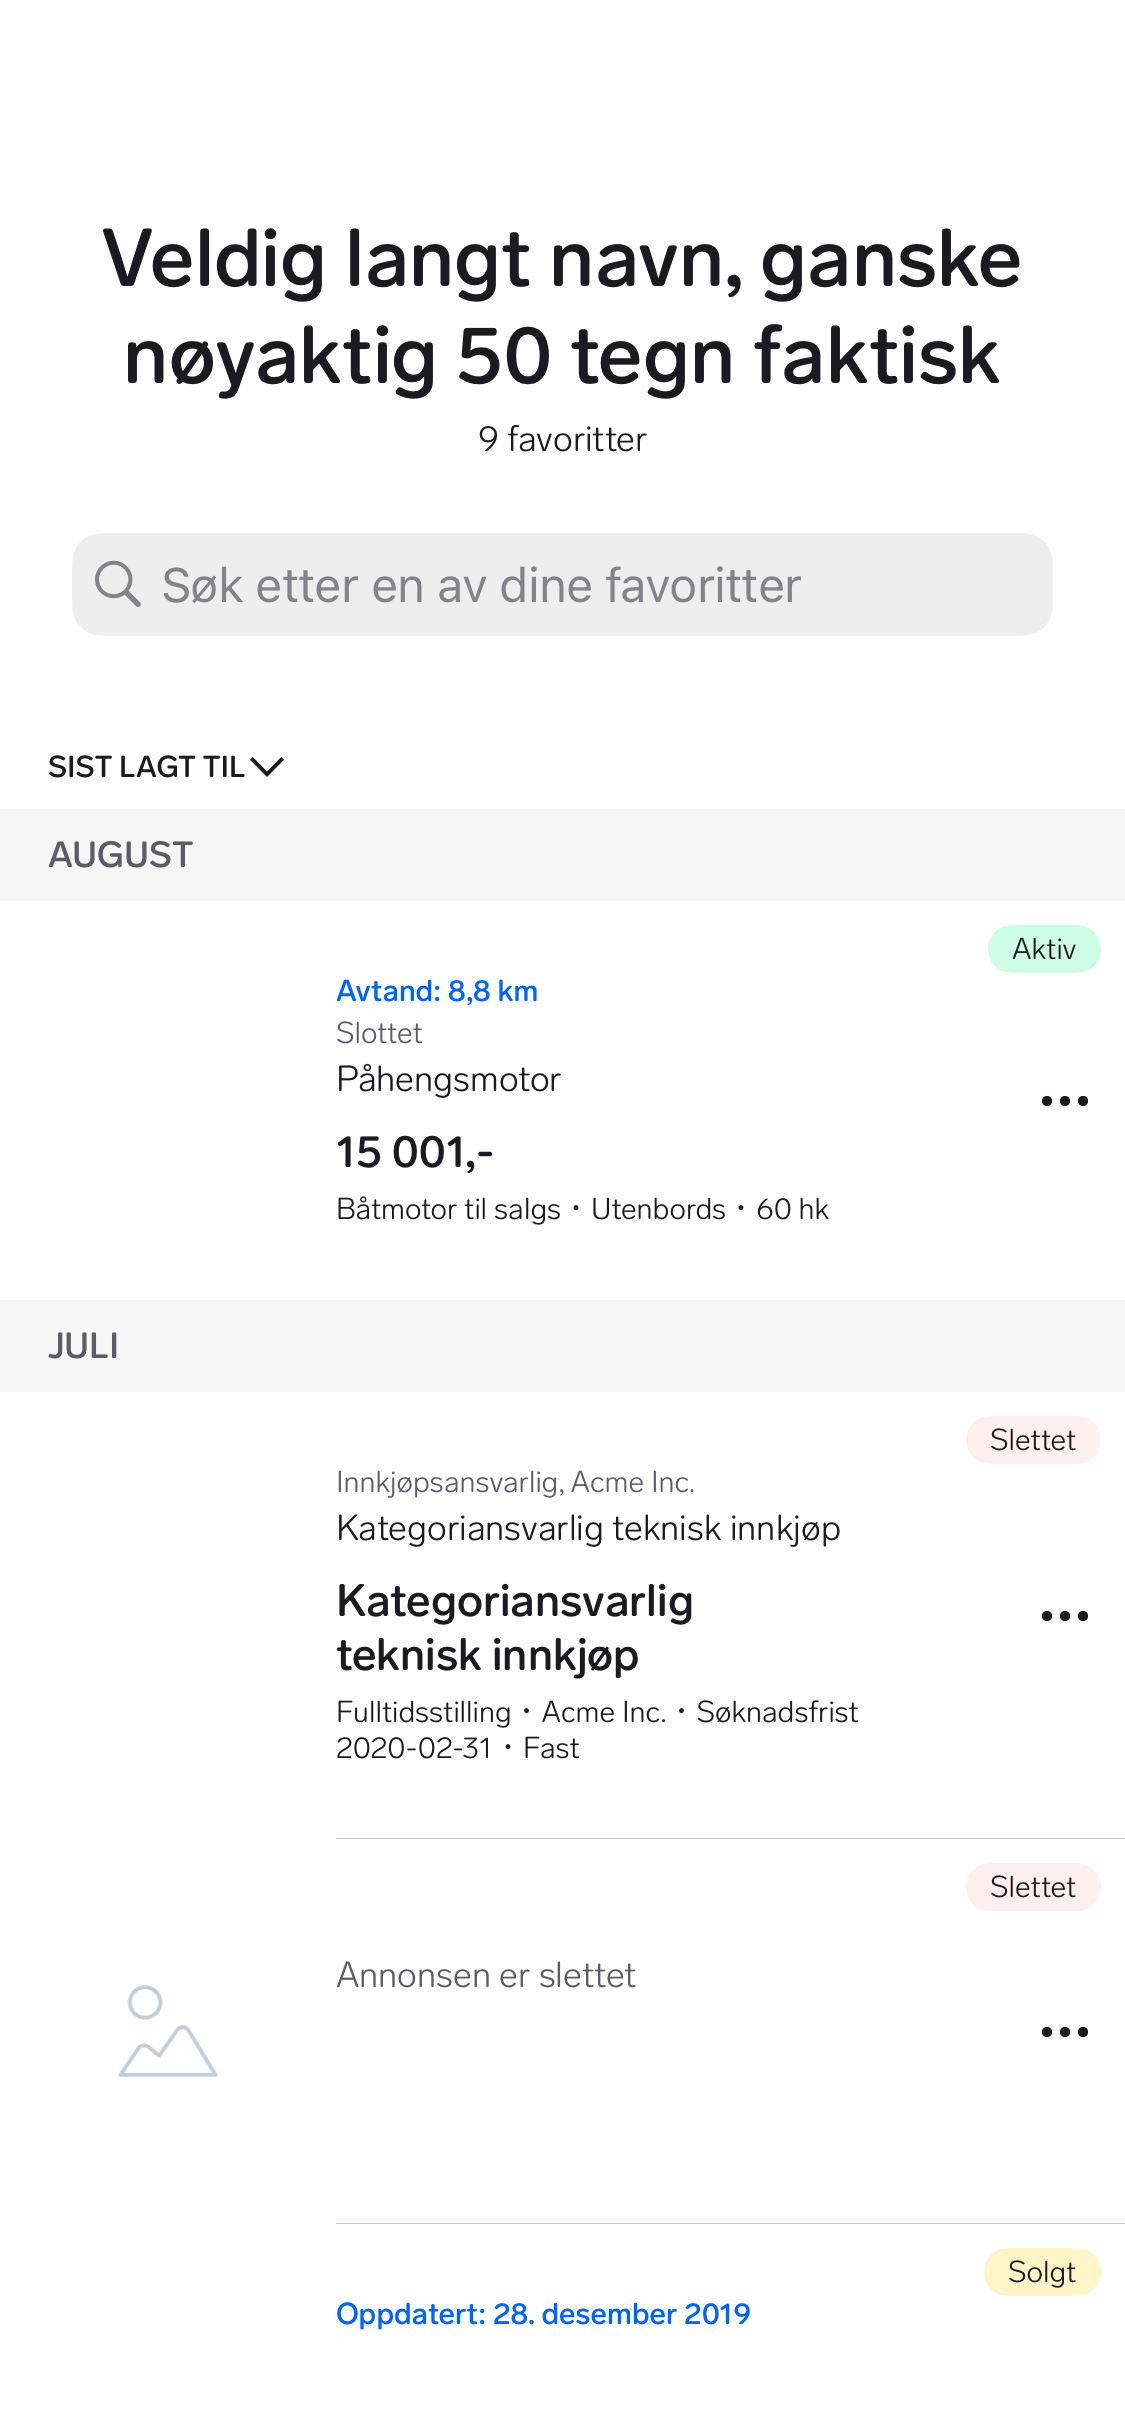 Veldig langt navn, ganske
nøyaktig 50 tegn faktisk
9 favoritter
Søk etter en av dine favoritter
SIST LAGT TIL
AUGUST
Aktiv
Avtand: 8,8 km
Slottet
Påhengsmotor
15 001,-
Båtmotor til salgs • Utenbords • 60 hk
JULI
Slettet
Innkjøpsansvarlig, Acme Inc.
Kategoriansvarlig teknisk innkjøp
Kategoriansvarlig
teknisk innkjøp
Fulltidsstilling • Acme Inc. • Søknadsfrist
2020-02-31 • Fast
Slettet
Annonsen er slettet
Solgt
Oppdatert: 28. desember 2019